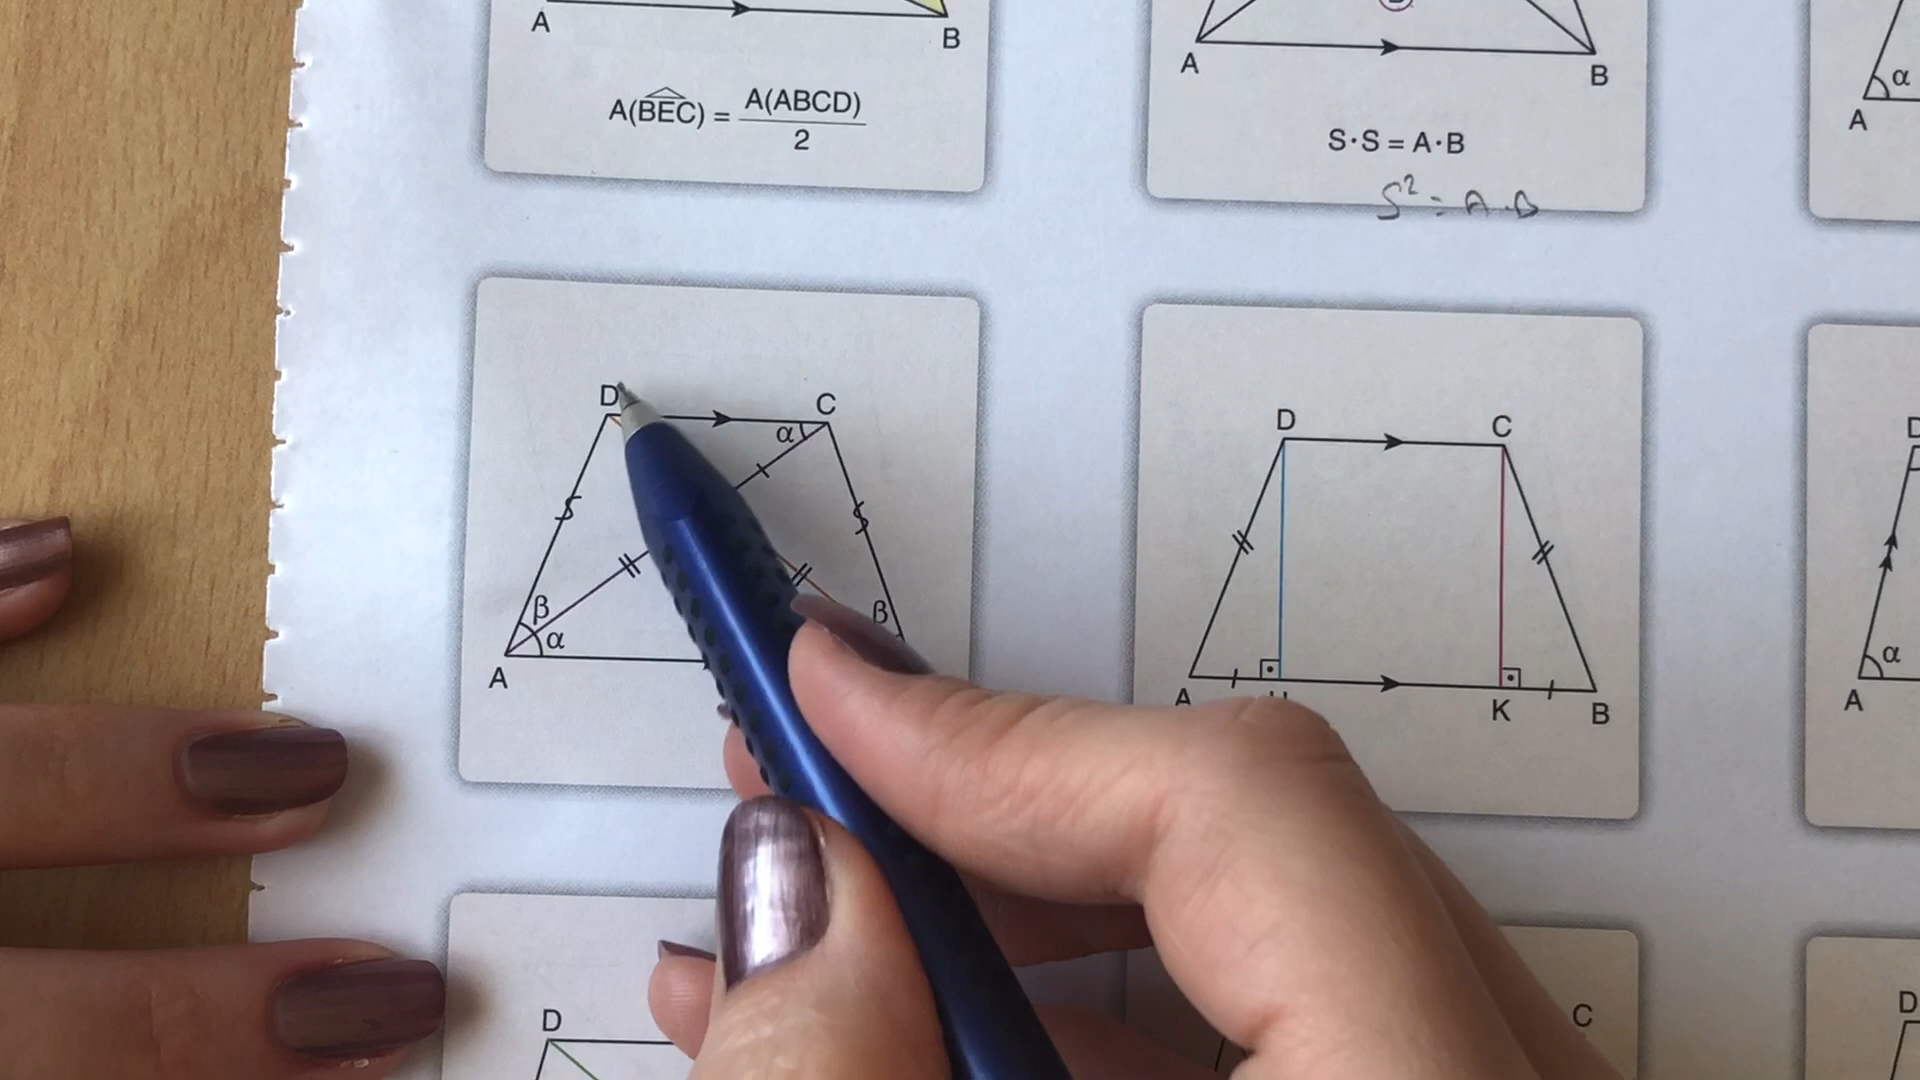 A
B
A(BEC) = A(ABCD) / 2
A
B
S·S = A·B
S² = A·B
α
A
D
C
α
β
α
β
A
D
C
A
K
B
D
α
A
D
C
D